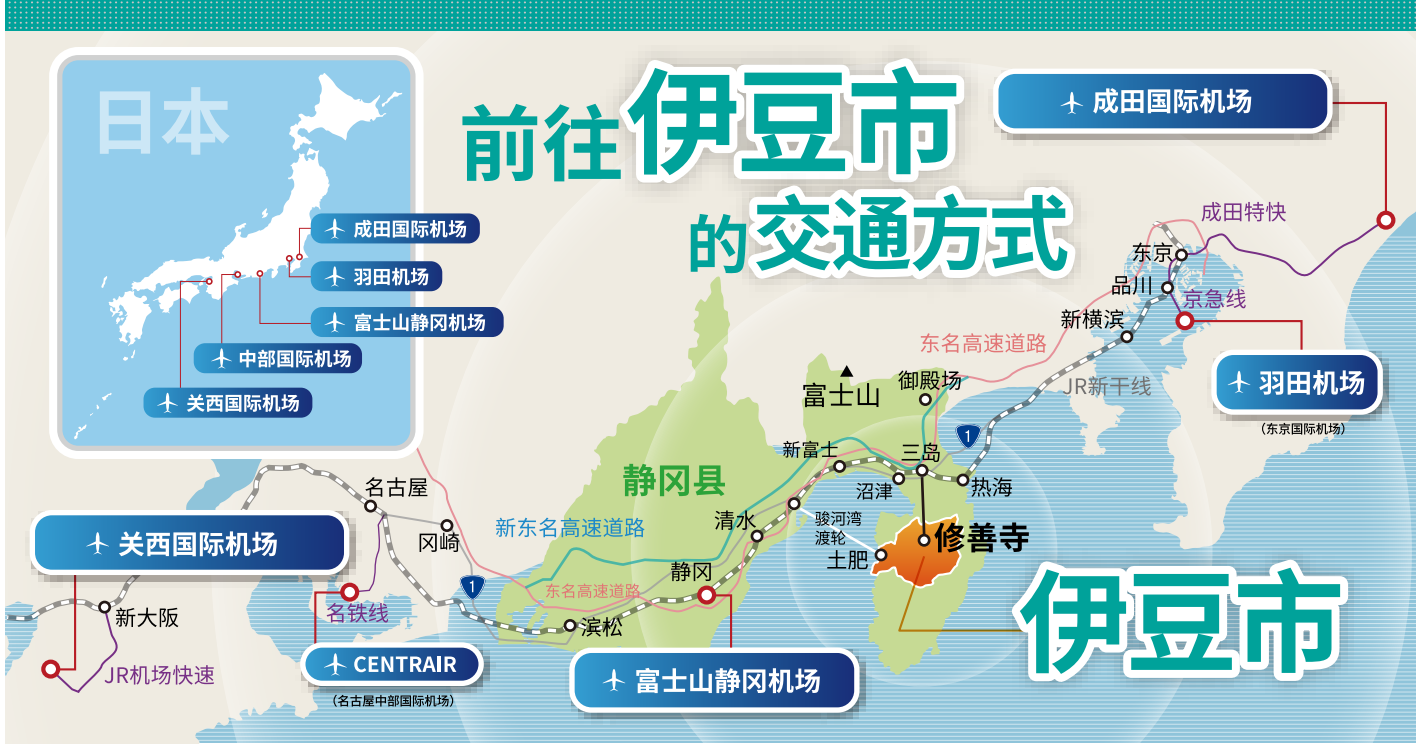 日本
成田国际机场
羽田机场
富士山静冈机场
中部国际机场
关西国际机场
前往伊豆市
的交通方式
成田国际机场
成田特快
东京
品川
京急线
新横滨
东名高速道路
JR新干线
羽田机场
（东京国际机场）
富士山
御殿场
1
新富士
三岛
沼津
热海
静冈县
名古屋
冈崎
新东名高速道路
清水
骏河湾
渡轮
土肥
修善寺
关西国际机场
静冈
1
东名高速道路
名铁线
新大阪
滨松
伊豆市
JR机场快速
CENTRAIR
（名古屋中部国际机场）
富士山静冈机场